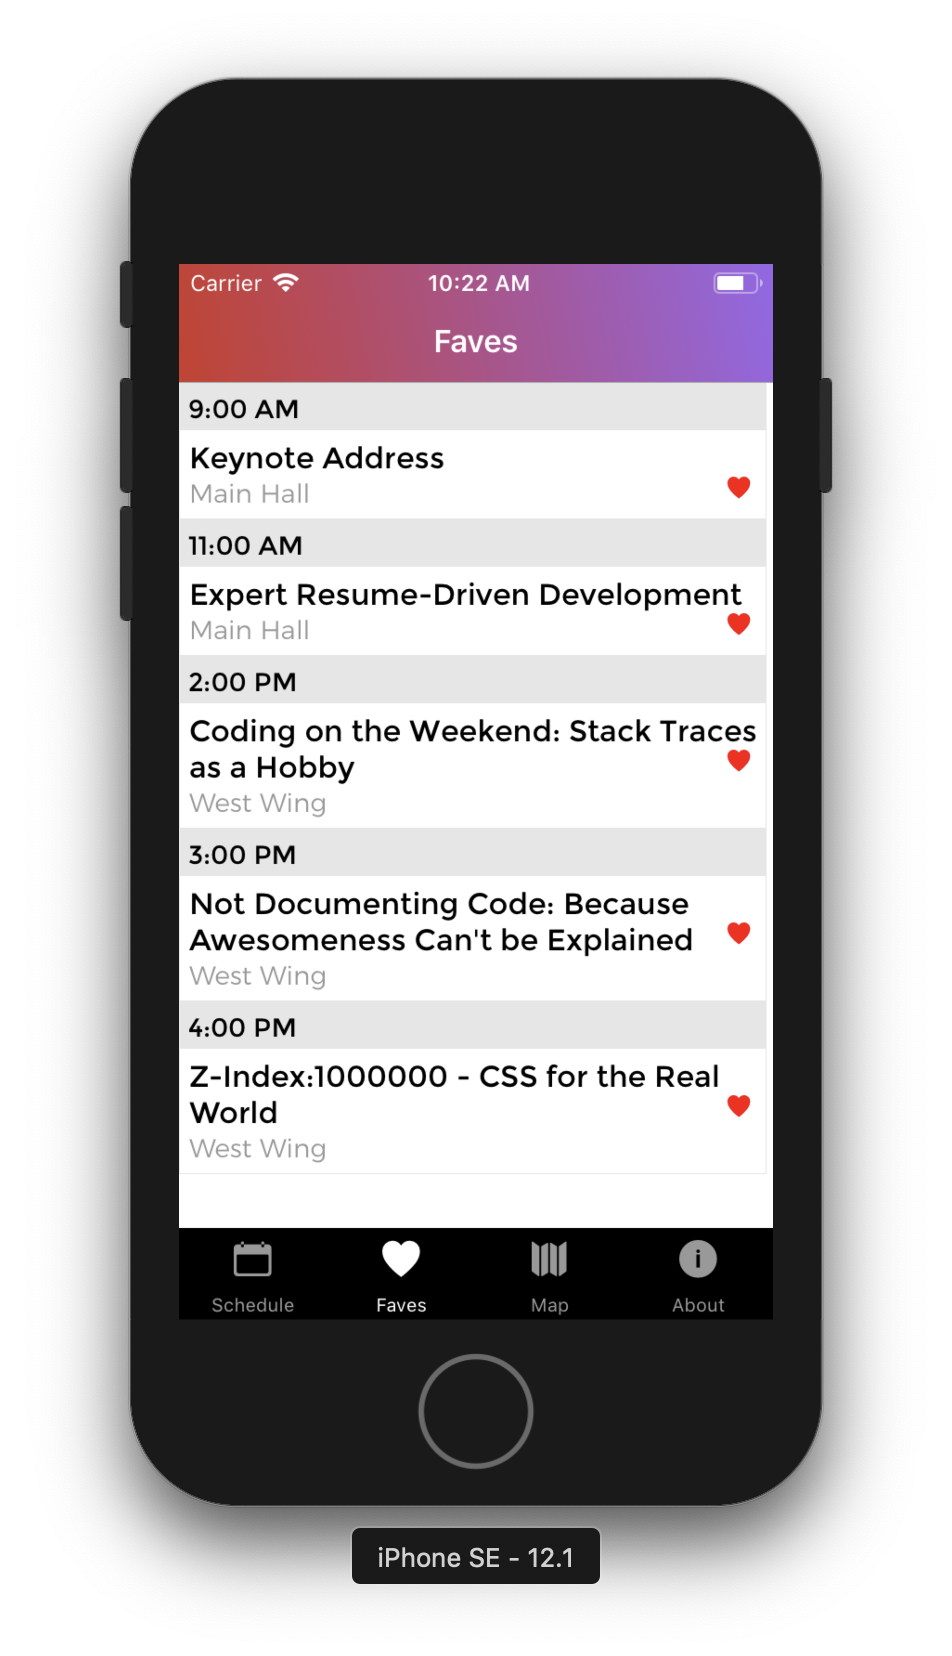 Carrier 10:22 AM
Faves
9:00 AM
Keynote Address
Main Hall
11:00 AM
Expert Resume-Driven Development
Main Hall
2:00 PM
Coding on the Weekend: Stack Traces
as a Hobby
West Wing
3:00 PM
Not Documenting Code: Because
Awesomeness Can't be Explained
West Wing
4:00 PM
Z-Index:1000000 - CSS for the Real
World
West Wing
Schedule Faves Map About
iPhone SE - 12.1